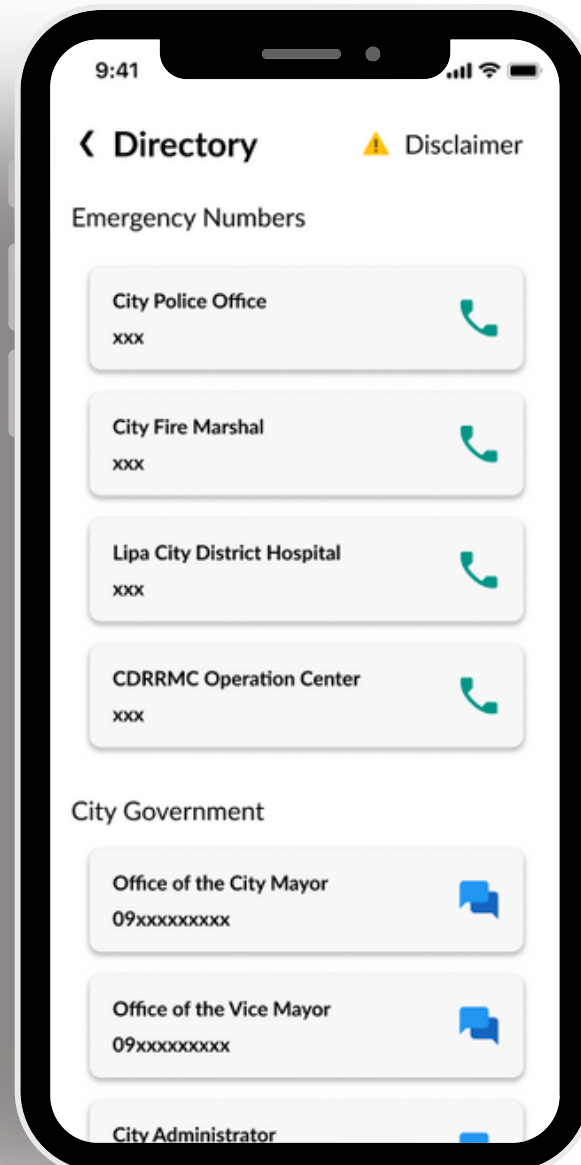 9:41
Directory
Disclaimer
Emergency Numbers
City Police Office
xxx
City Fire Marshal
xxx
Lipa City District Hospital
xxx
CDRRMC Operation Center
xxx
City Government
Office of the City Mayor
09xxxxxxxxx
Office of the Vice Mayor
09xxxxxxxxx
City Administrator